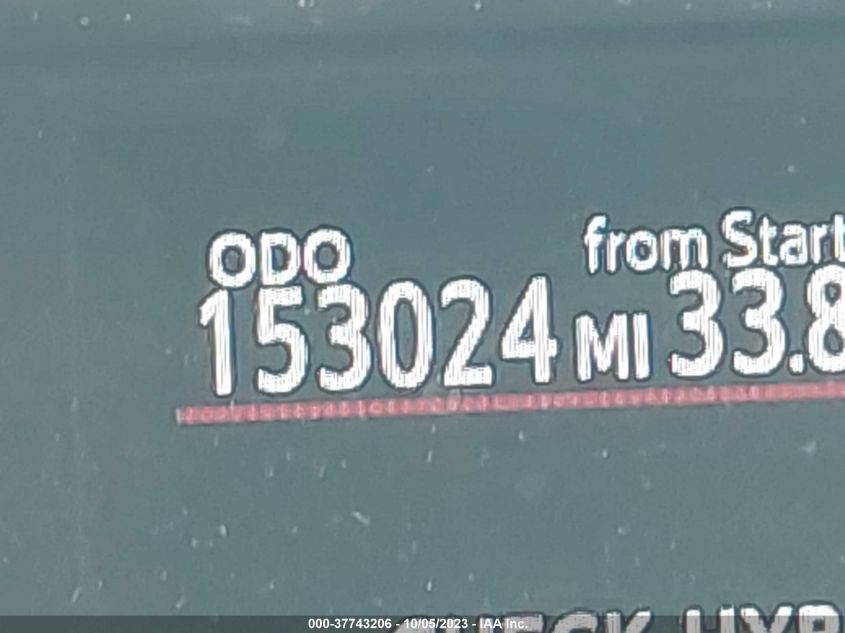 ODO from Start
153024 MI 33.8
000-37743206 - 10/05/2023 - IAA Inc.